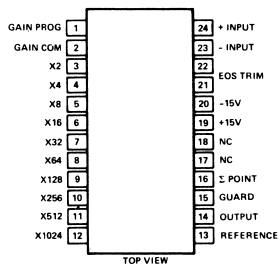 GAIN PROG 1
GAIN COM 2
X2 3
X4 4
X8 5
X16 6
X32 7
X64 8
X128 9
X256 10
X512 11
X1024 12
24 + INPUT
23 - INPUT
22
EOS TRIM
21
20 -15V
19 +15V
18 NC
17 NC
16 Σ POINT
15 GUARD
14 OUTPUT
13 REFERENCE
TOP VIEW